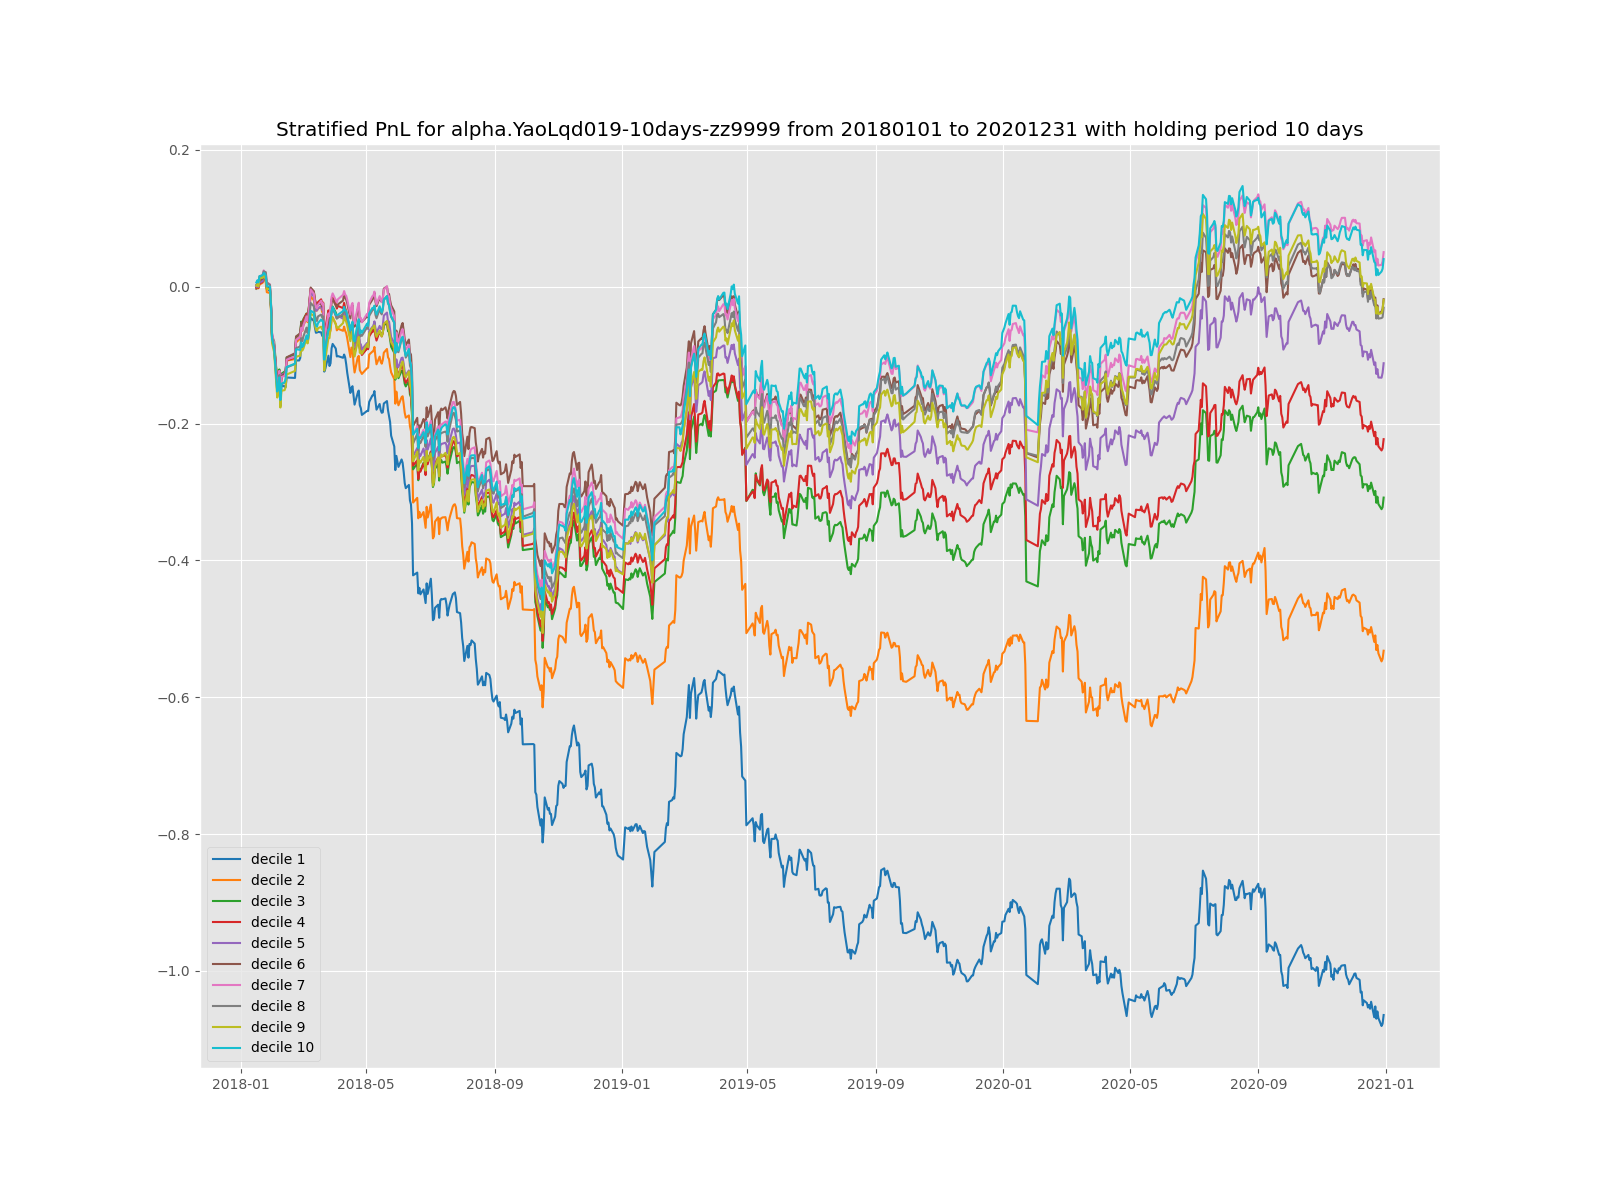 Stratified PnL for alpha.YaoLqd019-10days-zz9999 from 20180101 to 20201231 with holding period 10 days
0.2
0.0
−0.2
−0.4
−0.6
−0.8
−1.0
decile 1
decile 2
decile 3
decile 4
decile 5
decile 6
decile 7
decile 8
decile 9
decile 10
2018-01 2018-05 2018-09 2019-01 2019-05 2019-09 2020-01 2020-05 2020-09 2021-01